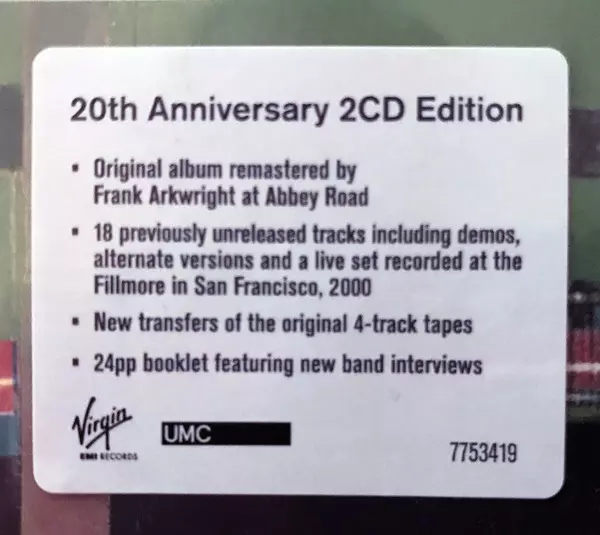 20th Anniversary 2CD Edition
▪ Original album remastered by
Frank Arkwright at Abbey Road
▪ 18 previously unreleased tracks including demos,
alternate versions and a live set recorded at the
Fillmore in San Francisco, 2000
▪ New transfers of the original 4-track tapes
▪ 24pp booklet featuring new band interviews
Virgin
EMI RECORDS
UMC
7753419